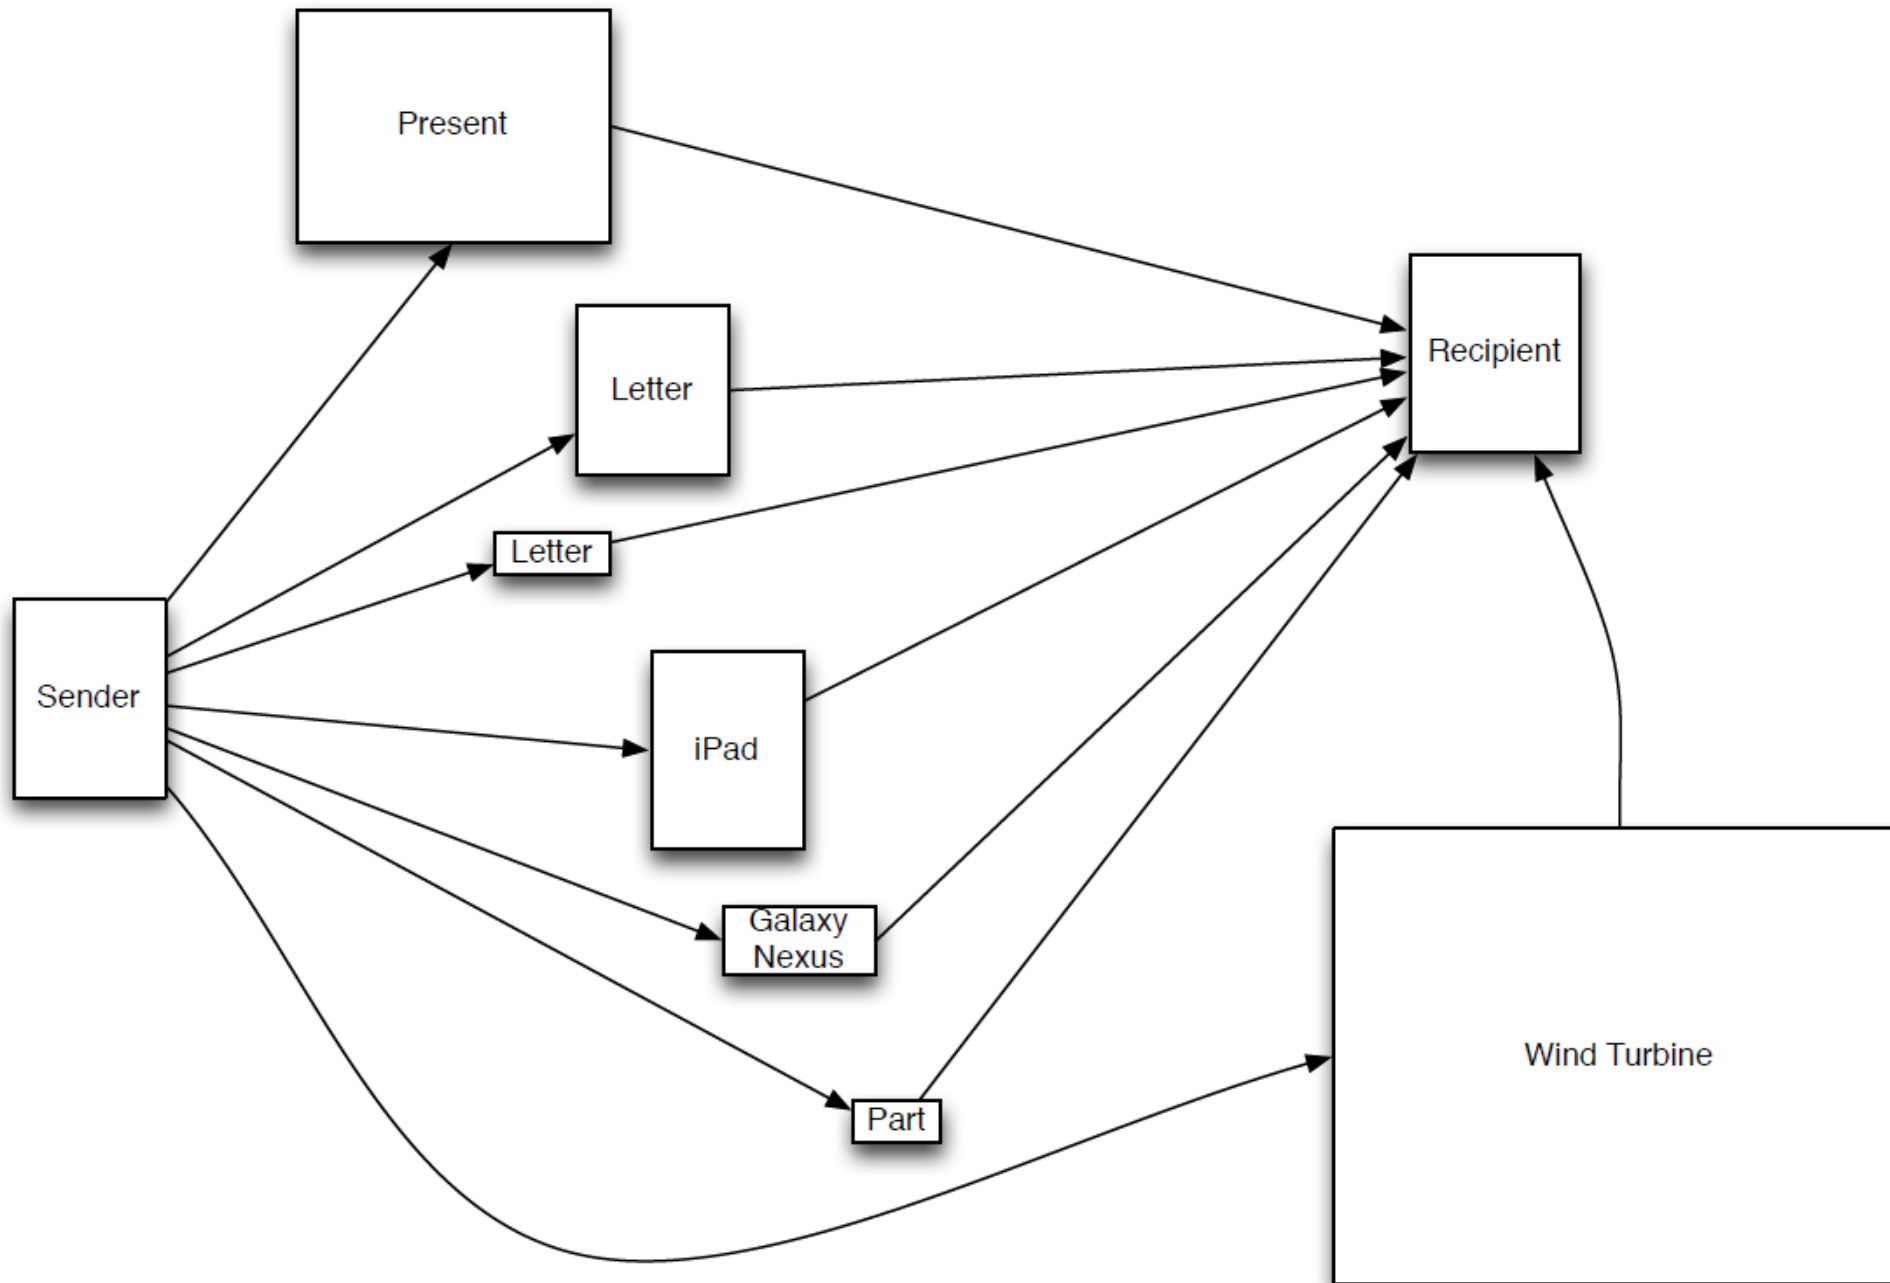 Present
Recipient
Letter
Letter
Sender
iPad
Galaxy
Nexus
Wind Turbine
Part